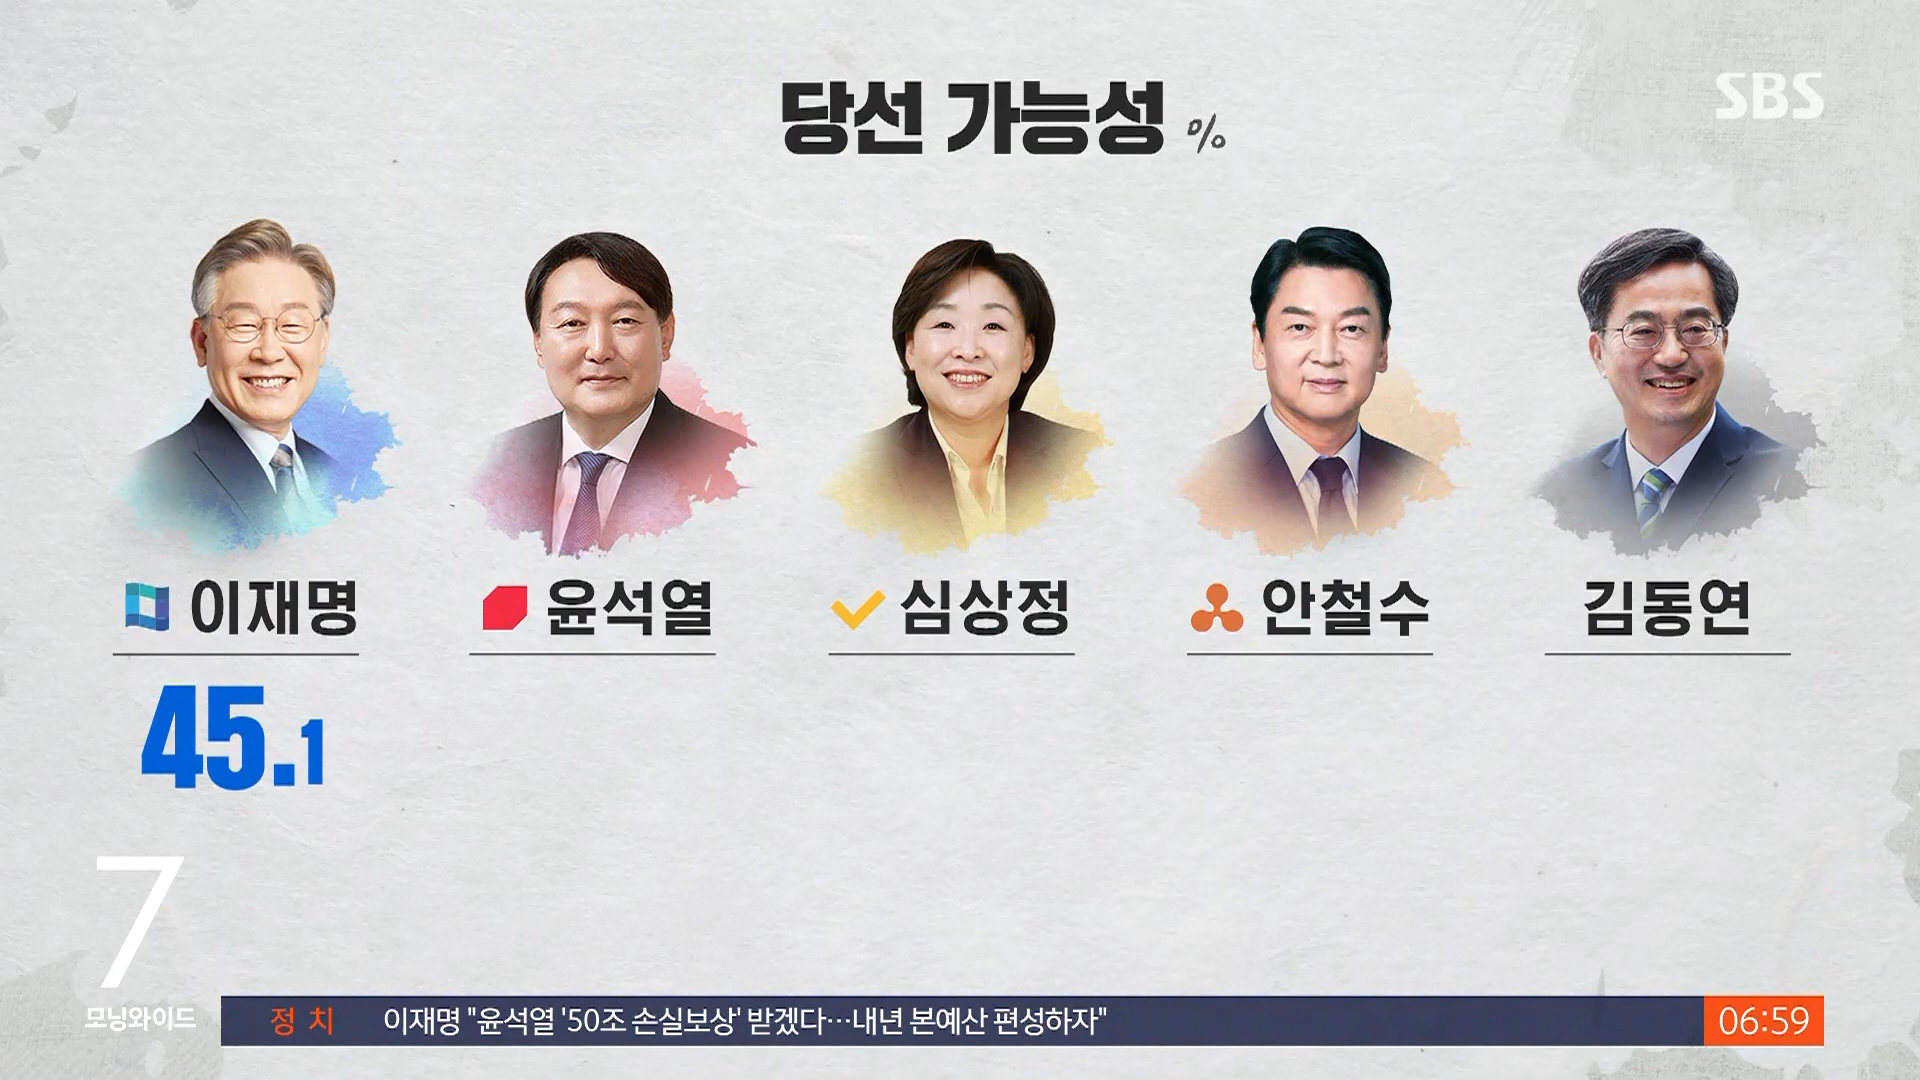 당선 가능성 %
SBS
이재명
윤석열
심상정
안철수
김동연
45.1
7
모닝와이드
정 치
이재명 "윤석열 '50조 손실보상' 받겠다…내년 본예산 편성하자"
06:59